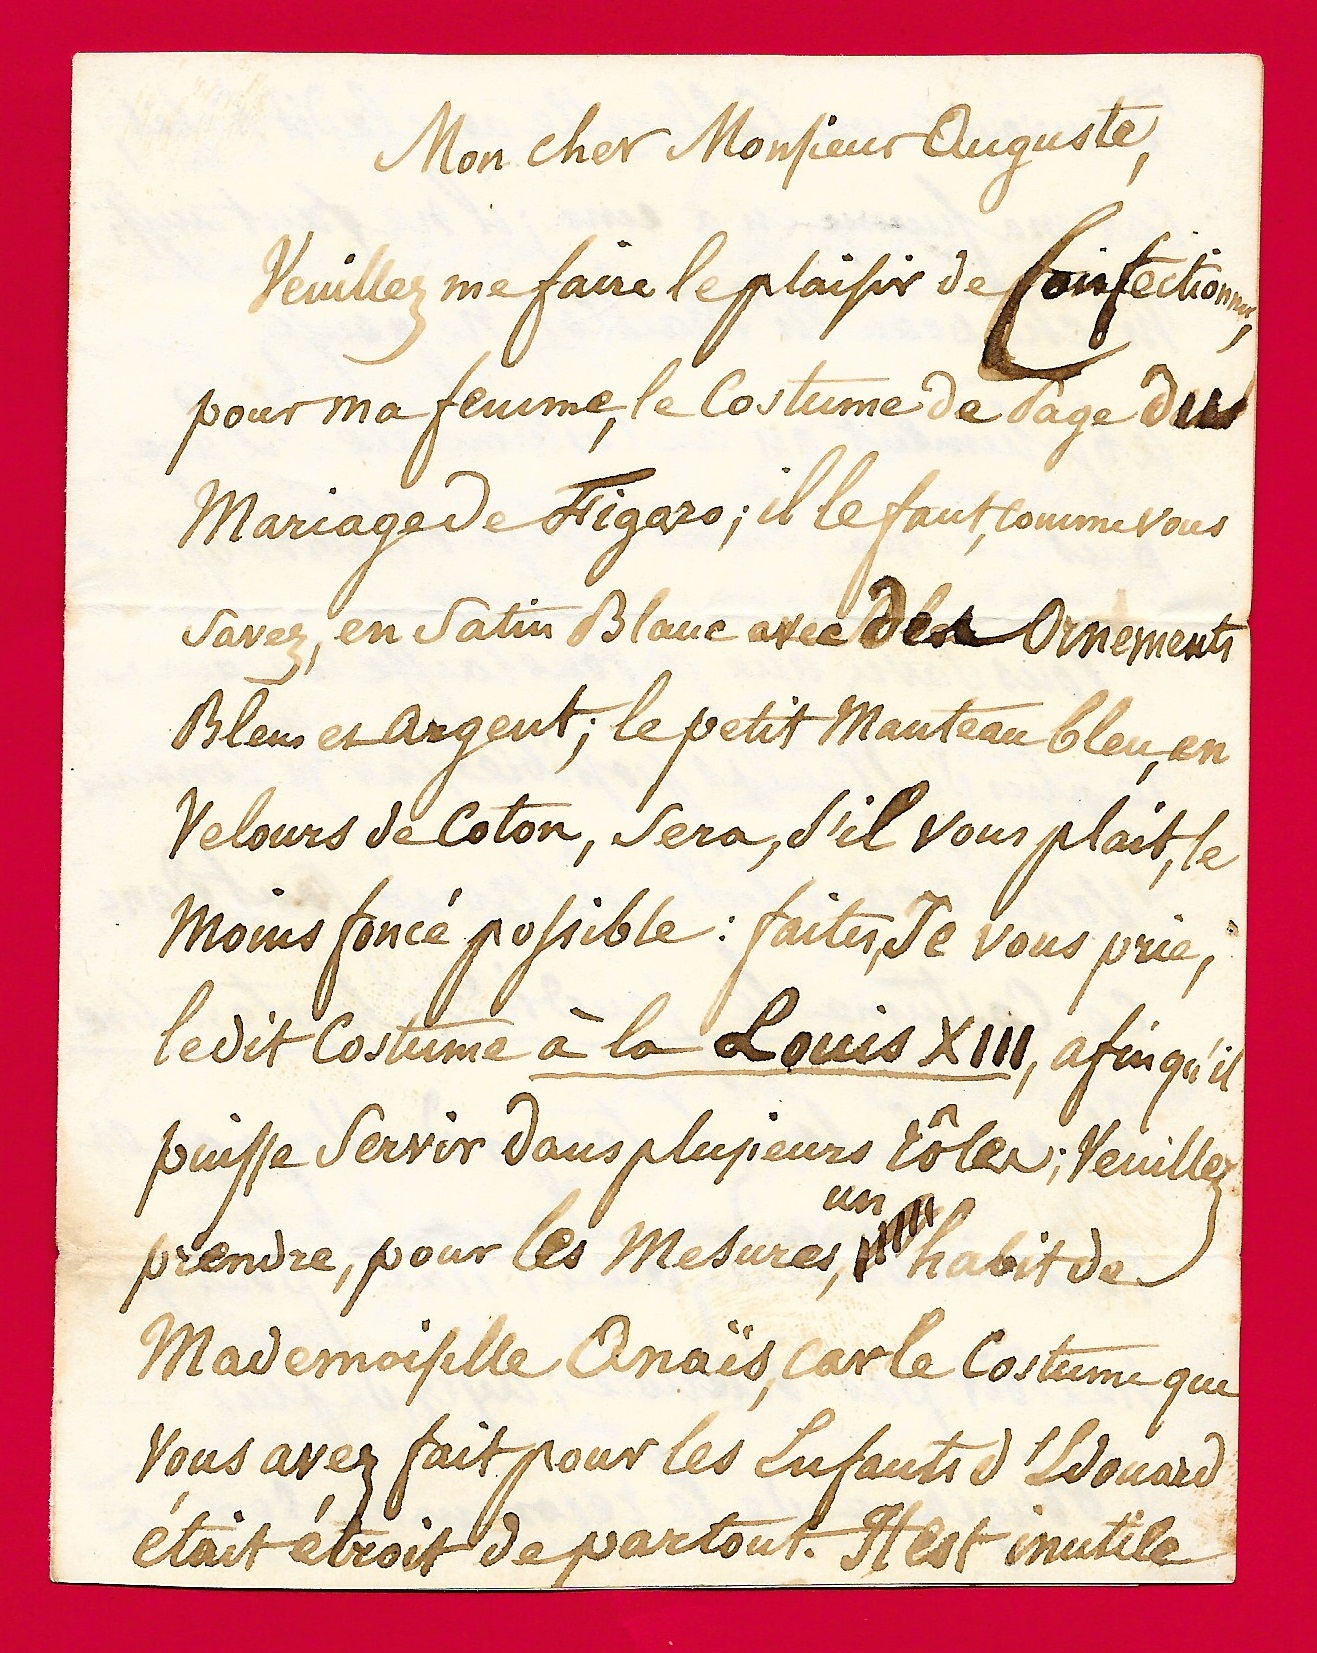 Mon cher Monsieur Auguste,
Veuillez me faire le plaisir de Confectionner,
pour ma femme, le Costume de Page du
Mariage de Figaro; il le faut, comme vous
savez, en Satin Blanc avec des Ornements
Bleus et Argent; le petit Manteau bleu, en
Velours de Coton, sera, s'il vous plait, le
Moins foncé possible : faites, Je vous prie,
ledit Costume à la Louis XIII, afin qu'il
puisse Servir dans plusieurs rôles; Veuillez
prendre, pour les Mesures, un habit de
Mademoiselle Anaïs, car le Costume que
Vous avez fait pour les Enfants d'Edouard
était étroit de partout. Il est inutile